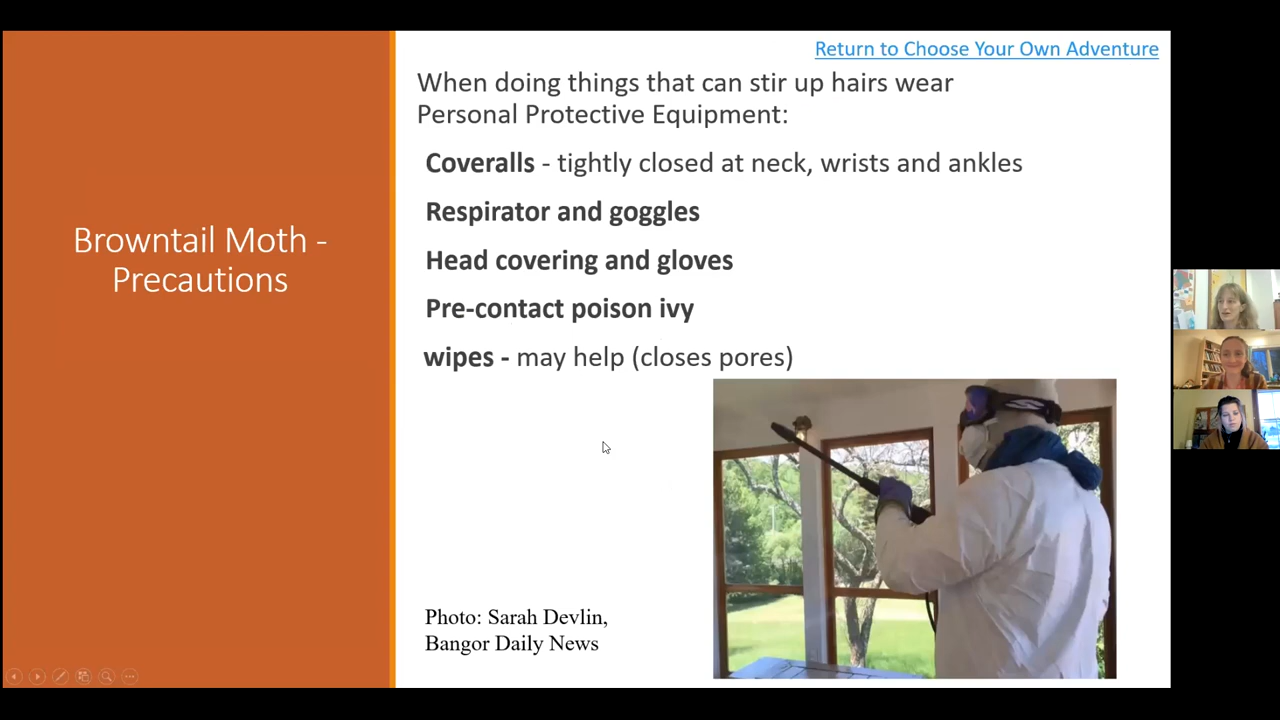 Return to Choose Your Own Adventure
When doing things that can stir up hairs wear
Personal Protective Equipment:
Coveralls - tightly closed at neck, wrists and ankles
Respirator and goggles
Head covering and gloves
Pre-contact poison ivy
wipes - may help (closes pores)
Browntail Moth -
Precautions
Photo: Sarah Devlin,
Bangor Daily News